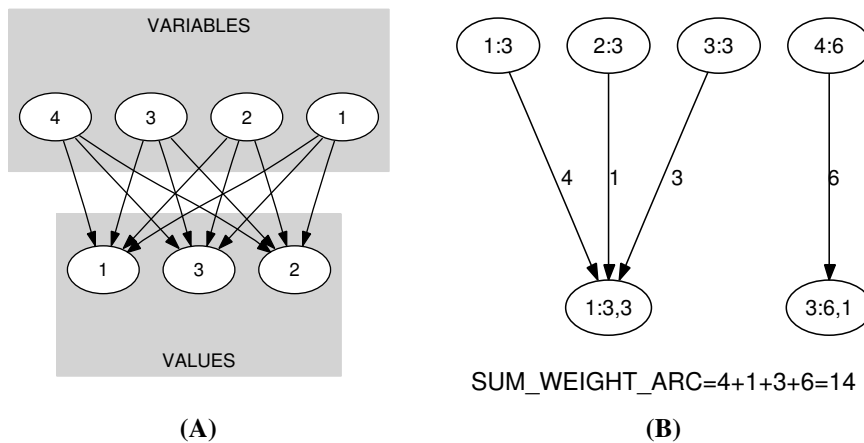 VARIABLES
4 3 2 1
1 3 2
VALUES
(A)
1:3 2:3 3:3 4:6
4 1 3 6
1:3,3 3:6,1
SUM_WEIGHT_ARC=4+1+3+6=14
(B)